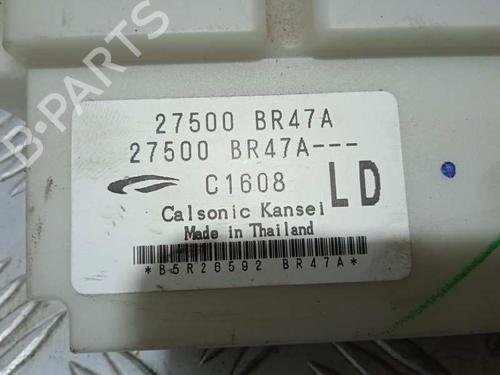 27500 BR47A
27500 BR47A---
C1608 LD
Calsonic Kansei
Made in Thailand
*B5R26592 BR47A*
B-PARTS